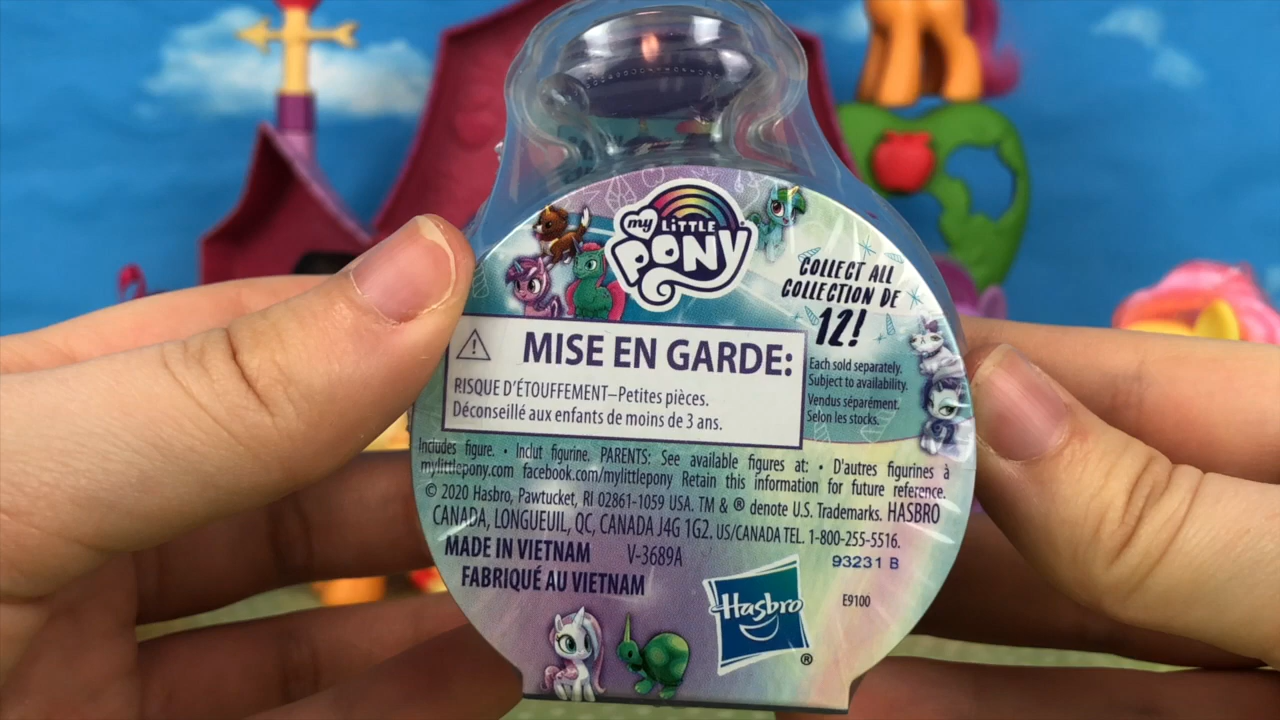 my LITTLE PONY
COLLECT ALL
COLLECTION DE
12!
MISE EN GARDE:
RISQUE D'ÉTOUFFEMENT–Petites pièces.
Déconseillé aux enfants de moins de 3 ans.
Each sold separately.
Subject to availability.
Vendus séparément.
Selon les stocks.
Includes figure. • Inclut figurine. PARENTS: See available figures at: • D'autres figurines à
mylittlepony.com facebook.com/mylittlepony Retain this information for future reference.
© 2020 Hasbro, Pawtucket, RI 02861-1059 USA. TM & ® denote U.S. Trademarks. HASBRO
CANADA, LONGUEUIL, QC, CANADA J4G 1G2. US/CANADA TEL. 1-800-255-5516.
MADE IN VIETNAM V-3689A
FABRIQUÉ AU VIETNAM
93231 B
E9100
Hasbro
®